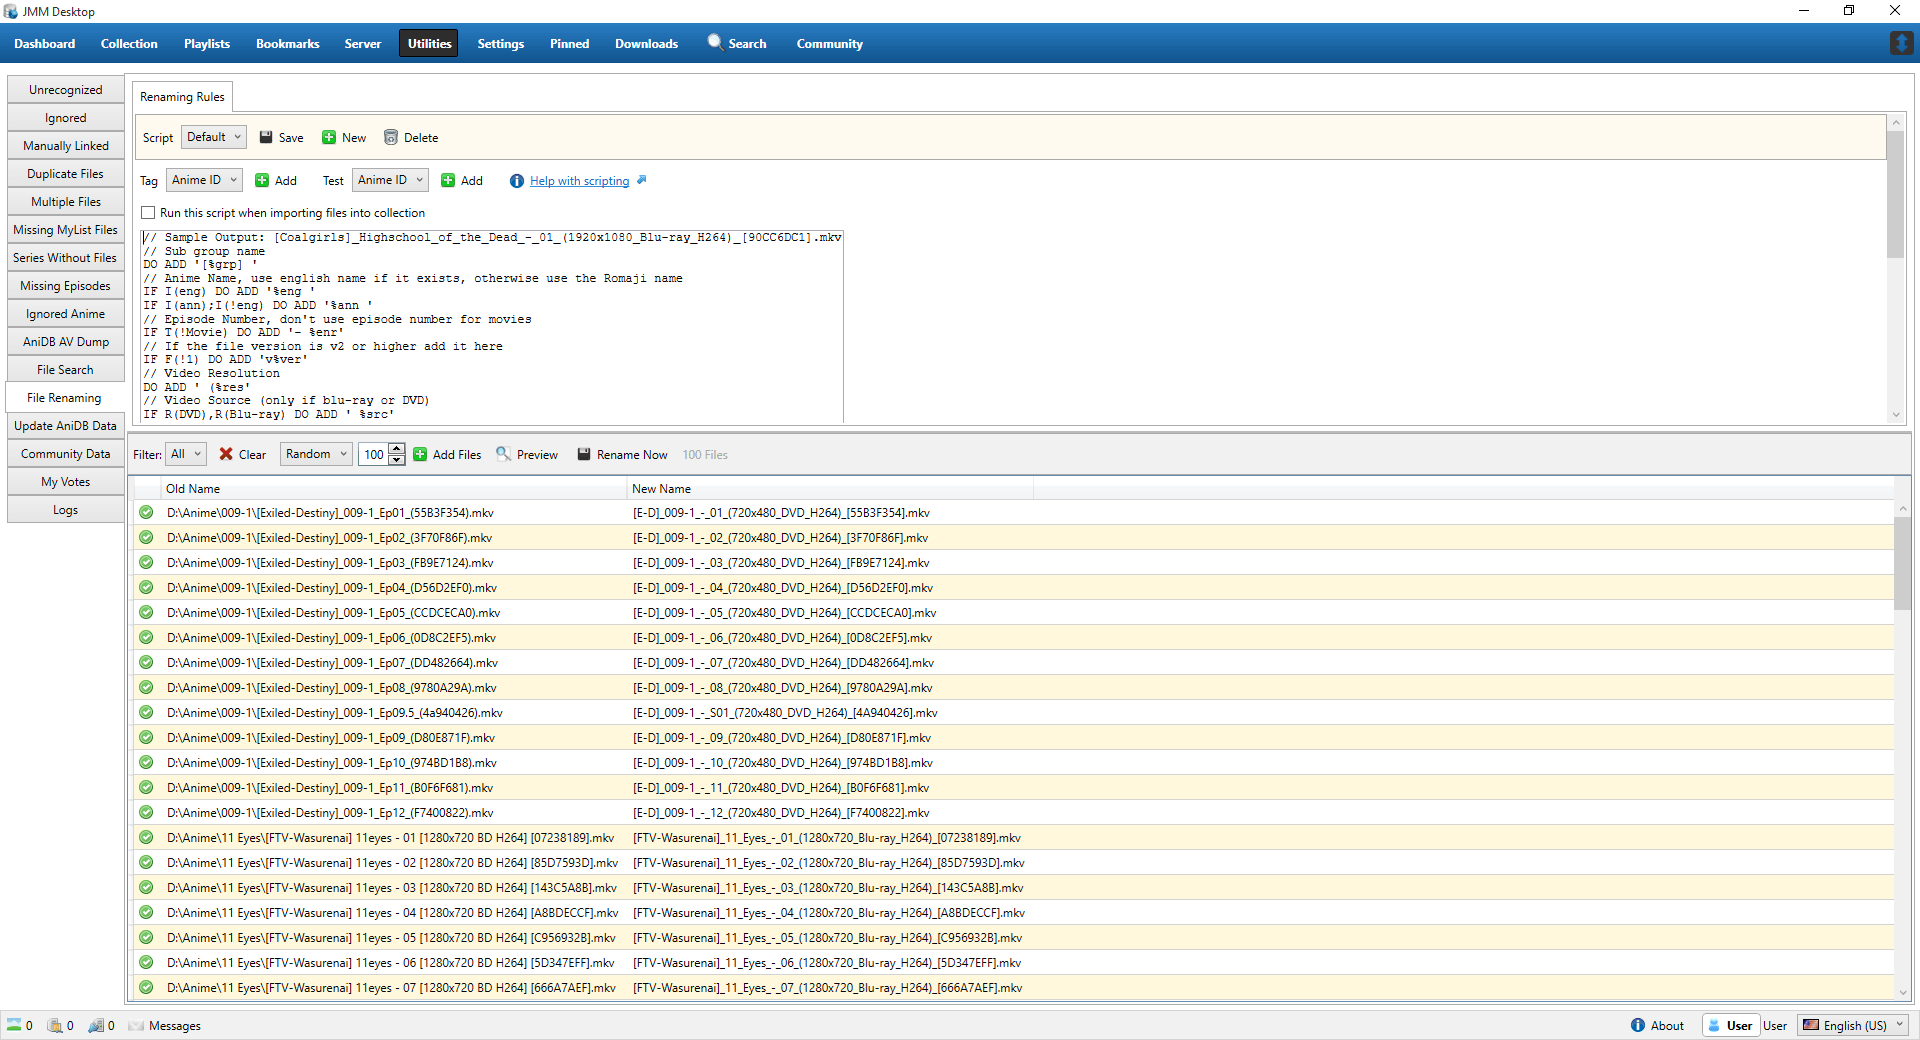 JMM Desktop
Dashboard Collection Playlists Bookmarks Server Utilities Settings Pinned Downloads Search Community
Unrecognized
Ignored
Manually Linked
Duplicate Files
Multiple Files
Missing MyList Files
Series Without Files
Missing Episodes
Ignored Anime
AniDB AV Dump
File Search
File Renaming
Update AniDB Data
Community Data
My Votes
Logs
Renaming Rules
Script Default Save New Delete
Tag Anime ID Add Test Anime ID Add Help with scripting
Run this script when importing files into collection
// Sample Output: [Coalgirls]_Highschool_of_the_Dead_-_01_(1920x1080_Blu-ray_H264)_[90CC6DC1].mkv
// Sub group name
DO ADD '[%grp] '
// Anime Name, use english name if it exists, otherwise use the Romaji name
IF I(eng) DO ADD '%eng '
IF I(ann);I(!eng) DO ADD '%ann '
// Episode Number, don't use episode number for movies
IF T(!Movie) DO ADD '- %enr'
// If the file version is v2 or higher add it here
IF F(!1) DO ADD 'v%ver'
// Video Resolution
DO ADD ' (%res'
// Video Source (only if blu-ray or DVD)
IF R(DVD),R(Blu-ray) DO ADD ' %src'
Filter: All Clear Random 100 Add Files Preview Rename Now 100 Files
Old Name New Name
D:\Anime\009-1\[Exiled-Destiny]_009-1_Ep01_(55B3F354).mkv [E-D]_009-1_-_01_(720x480_DVD_H264)_[55B3F354].mkv
D:\Anime\009-1\[Exiled-Destiny]_009-1_Ep02_(3F70F86F).mkv [E-D]_009-1_-_02_(720x480_DVD_H264)_[3F70F86F].mkv
D:\Anime\009-1\[Exiled-Destiny]_009-1_Ep03_(FB9E7124).mkv [E-D]_009-1_-_03_(720x480_DVD_H264)_[FB9E7124].mkv
D:\Anime\009-1\[Exiled-Destiny]_009-1_Ep04_(D56D2EF0).mkv [E-D]_009-1_-_04_(720x480_DVD_H264)_[D56D2EF0].mkv
D:\Anime\009-1\[Exiled-Destiny]_009-1_Ep05_(CCDCECA0).mkv [E-D]_009-1_-_05_(720x480_DVD_H264)_[CCDCECA0].mkv
D:\Anime\009-1\[Exiled-Destiny]_009-1_Ep06_(0D8C2EF5).mkv [E-D]_009-1_-_06_(720x480_DVD_H264)_[0D8C2EF5].mkv
D:\Anime\009-1\[Exiled-Destiny]_009-1_Ep07_(DD482664).mkv [E-D]_009-1_-_07_(720x480_DVD_H264)_[DD482664].mkv
D:\Anime\009-1\[Exiled-Destiny]_009-1_Ep08_(9780A29A).mkv [E-D]_009-1_-_08_(720x480_DVD_H264)_[9780A29A].mkv
D:\Anime\009-1\[Exiled-Destiny]_009-1_Ep09.5_(4a940426).mkv [E-D]_009-1_-_S01_(720x480_DVD_H264)_[4A940426].mkv
D:\Anime\009-1\[Exiled-Destiny]_009-1_Ep09_(D80E871F).mkv [E-D]_009-1_-_09_(720x480_DVD_H264)_[D80E871F].mkv
D:\Anime\009-1\[Exiled-Destiny]_009-1_Ep10_(974BD1B8).mkv [E-D]_009-1_-_10_(720x480_DVD_H264)_[974BD1B8].mkv
D:\Anime\009-1\[Exiled-Destiny]_009-1_Ep11_(B0F6F681).mkv [E-D]_009-1_-_11_(720x480_DVD_H264)_[B0F6F681].mkv
D:\Anime\009-1\[Exiled-Destiny]_009-1_Ep12_(F7400822).mkv [E-D]_009-1_-_12_(720x480_DVD_H264)_[F7400822].mkv
D:\Anime\11 Eyes\[FTV-Wasurenai] 11eyes - 01 [1280x720 BD H264] [07238189].mkv [FTV-Wasurenai]_11_Eyes_-_01_(1280x720_Blu-ray_H264)_[07238189].mkv
D:\Anime\11 Eyes\[FTV-Wasurenai] 11eyes - 02 [1280x720 BD H264] [85D7593D].mkv [FTV-Wasurenai]_11_Eyes_-_02_(1280x720_Blu-ray_H264)_[85D7593D].mkv
D:\Anime\11 Eyes\[FTV-Wasurenai] 11eyes - 03 [1280x720 BD H264] [143C5A8B].mkv [FTV-Wasurenai]_11_Eyes_-_03_(1280x720_Blu-ray_H264)_[143C5A8B].mkv
D:\Anime\11 Eyes\[FTV-Wasurenai] 11eyes - 04 [1280x720 BD H264] [A8BDECCF].mkv [FTV-Wasurenai]_11_Eyes_-_04_(1280x720_Blu-ray_H264)_[A8BDECCF].mkv
D:\Anime\11 Eyes\[FTV-Wasurenai] 11eyes - 05 [1280x720 BD H264] [C956932B].mkv [FTV-Wasurenai]_11_Eyes_-_05_(1280x720_Blu-ray_H264)_[C956932B].mkv
D:\Anime\11 Eyes\[FTV-Wasurenai] 11eyes - 06 [1280x720 BD H264] [5D347EFF].mkv [FTV-Wasurenai]_11_Eyes_-_06_(1280x720_Blu-ray_H264)_[5D347EFF].mkv
D:\Anime\11 Eyes\[FTV-Wasurenai] 11eyes - 07 [1280x720 BD H264] [666A7AEF].mkv [FTV-Wasurenai]_11_Eyes_-_07_(1280x720_Blu-ray_H264)_[666A7AEF].mkv
0 0 0 Messages About User User English (US)